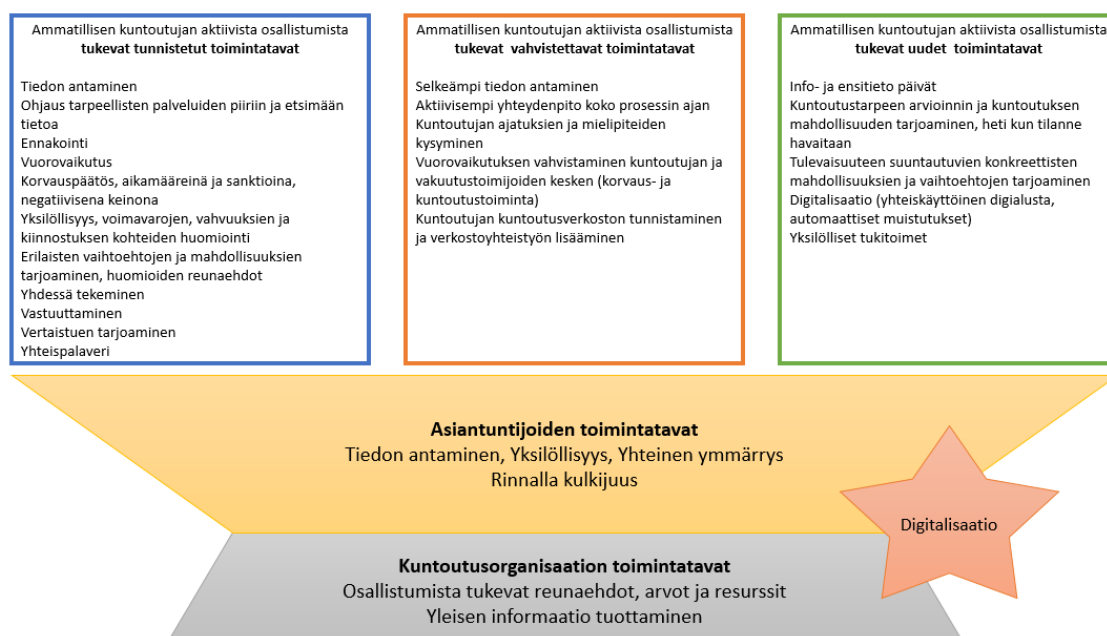 Ammatillisen kuntoutujan aktiivista osallistumista
tukevat tunnistetut toimintatavat
Tiedon antaminen
Ohjaus tarpeellisten palveluiden piiriin ja etsimään
tietoa
Ennakointi
Vuorovaikutus
Korvauspäätös, aikamääreinä ja sanktioina,
negatiivisena keinona
Yksilöllisyys, voimavarojen, vahvuuksien ja
kiinnostuksen kohteiden huomiointi
Erilaisten vaihtoehtojen ja mahdollisuuksien
tarjoaminen, huomioiden reunaehdot
Yhdessä tekeminen
Vastuuttaminen
Vertaistuen tarjoaminen
Yhteispalaveri
Ammatillisen kuntoutujan aktiivista osallistumista
tukevat vahvistettavat toimintatavat
Selkeämpi tiedon antaminen
Aktiivisempi yhteydenpito koko prosessin ajan
Kuntoutujan ajatuksien ja mielipiteiden
kysyminen
Vuorovaikutuksen vahvistaminen kuntoutujan ja
vakuutustoimijoiden kesken (korvaus- ja
kuntoutustoiminta)
Kuntoutujan kuntoutusverkoston tunnistaminen
ja verkostoyhteistyön lisääminen
Ammatillisen kuntoutujan aktiivista osallistumista
tukevat uudet toimintatavat
Info- ja ensitieto päivät
Kuntoutustarpeen arvioinnin ja kuntoutuksen
mahdollisuuden tarjoaminen, heti kun tilanne
havaitaan
Tulevaisuuteen suuntautuvien konkreettisten
mahdollisuuksien ja vaihtoehtojen tarjoaminen
Digitalisaatio (yhteiskäyttöinen digialusta,
automaattiset muistutukset)
Yksilölliset tukitoimet
Asiantuntijoiden toimintatavat
Tiedon antaminen, Yksilöllisyys, Yhteinen ymmärrys
Rinnalla kulkijuus
Digitalisaatio
Kuntoutusorganisaation toimintatavat
Osallistumista tukevat reunaehdot, arvot ja resurssit
Yleisen informaatio tuottaminen